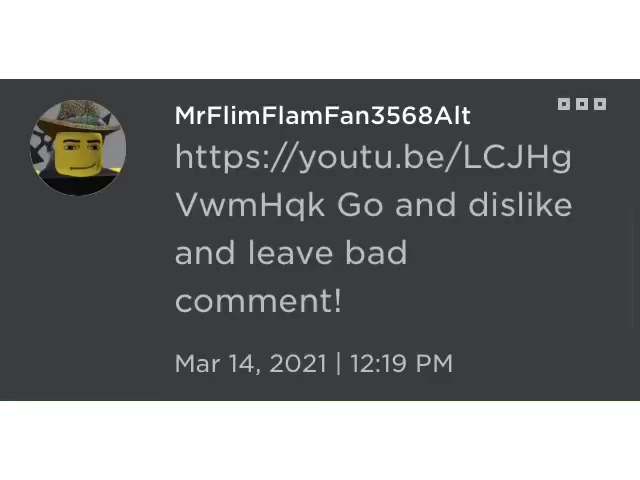 MrFlimFlamFan3568Alt
https://youtu.be/LCJHg
VwmHqk Go and dislike
and leave bad
comment!
Mar 14, 2021 | 12:19 PM